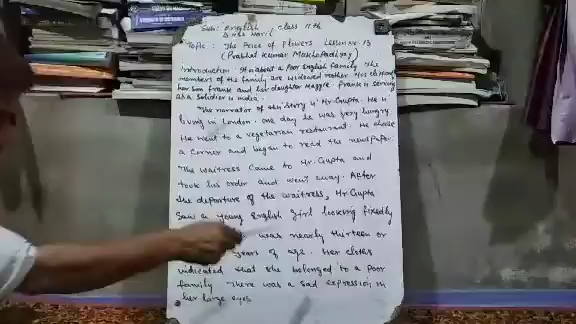 Sub: English class 11th
Topic: The Price of Flowers Lesson No 13
(Prabhat Kumar Mukhopadhyay)
Introduction: It is about a Poor English Family. The
members of the family are widowed mother Mrs Clifford
her Son Frank and her daughter Maggie. Frank is serving
as a Soldier in India.
The narrator of this story is Mr. Gupta. He is
living in London. One day he was very hungry
He went to a vegetarian restaurant. He chose
a corner and began to read the newspaper
The waitress came to Mr. Gupta and
took his order and went away. After
the departure of the waitress, Mr. Gupta
Saw a young English girl looking fixedly
was nearly thirteen or
years of age. Her cloths
indicated that she belonged to a poor
family. There was a sad expression in
her large eyes